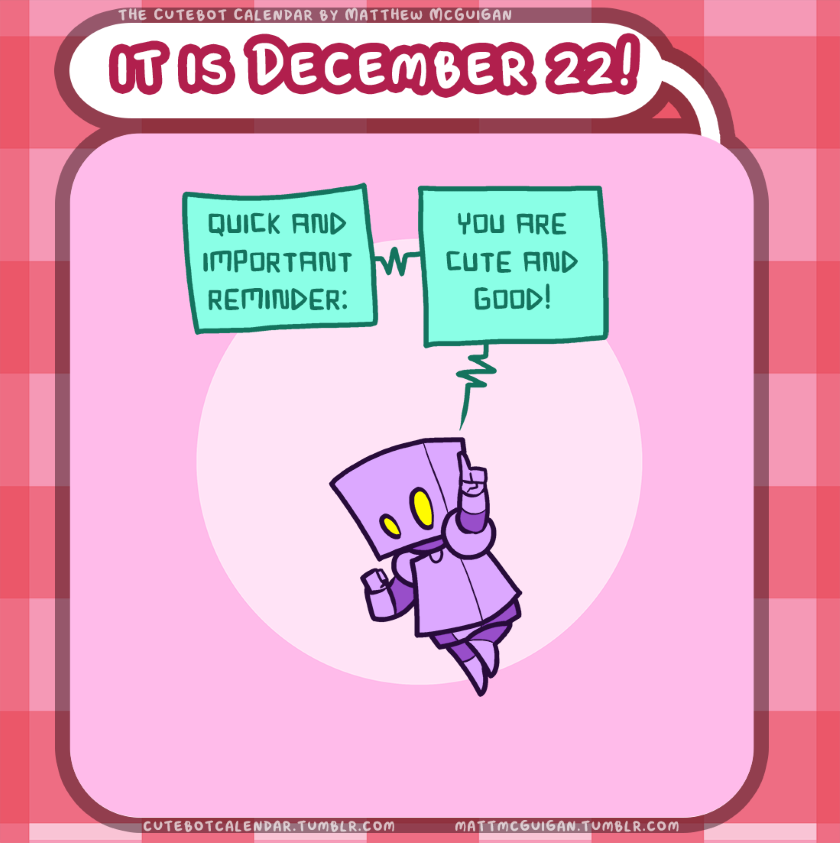 THE CUTEBOT CALENDAR BY MATTHEW MCGUIGAN
IT IS DECEMBER 22!
QUICK AND
IMPORTANT
REMINDER:
YOU ARE
CUTE AND
GOOD!
CUTEBOTCALENDAR.TUMBLR.COM
MATTMCGUIGAN.TUMBLR.COM